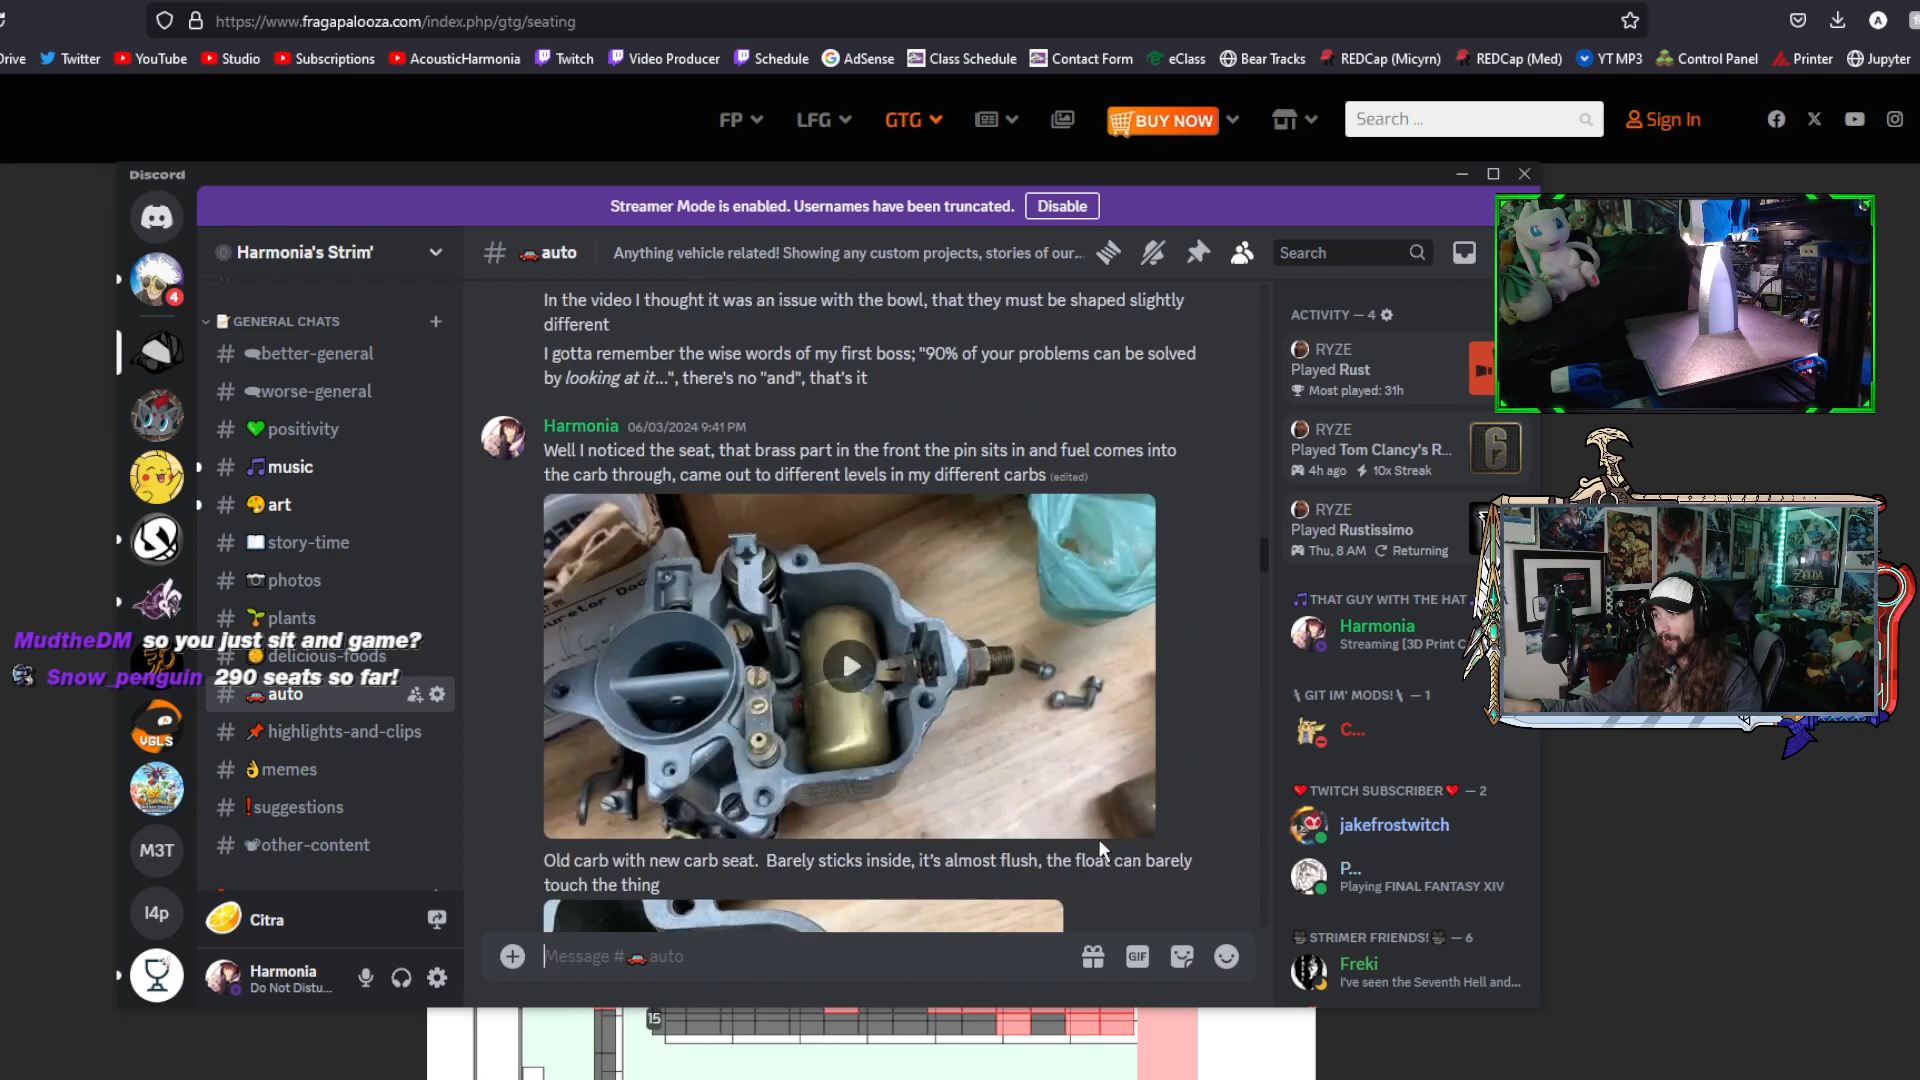 https://www.fragapalooza.com/index.php/gtg/seating
Drive Twitter YouTube Studio Subscriptions AcousticHarmonia Twitch Video Producer Schedule AdSense Class Schedule Contact Form eClass Bear Tracks REDCap (Micyrn) REDCap (Med) YT MP3 Control Panel Printer Jupyter
FP LFG GTG BUY NOW Search ... Sign In
Discord
Streamer Mode is enabled. Usernames have been truncated. Disable
Harmonia's Strim'
# auto Anything vehicle related! Showing any custom projects, stories of our... Search
GENERAL CHATS
# better-general
# worse-general
# positivity
# music
# art
# story-time
# photos
# plants
delicious-foods
# auto
# highlights-and-clips
# memes
# suggestions
# other-content
MudtheDM so you just sit and game?
Snow_penguin 290 seats so far!
4
VGLS
M3T
I4p
Citra
Harmonia
Do Not Distu...
In the video I thought it was an issue with the bowl, that they must be shaped slightly
different
I gotta remember the wise words of my first boss; "90% of your problems can be solved
by looking at it...", there's no "and", that's it
Harmonia 06/03/2024 9:41 PM
Well I noticed the seat, that brass part in the front the pin sits in and fuel comes into
the carb through, came out to different levels in my different carbs (edited)
Old carb with new carb seat. Barely sticks inside, it's almost flush, the float can barely
touch the thing
Message # auto
GIF
ACTIVITY — 4
RYZE
Played Rust
Most played: 31h
RYZE
Played Tom Clancy's R...
4h ago 10x Streak
6
RYZE
Played Rustissimo
Thu, 8 AM Returning
THAT GUY WITH THE HAT
Harmonia
Streaming [3D Print C
GIT IM' MODS! — 1
C...
TWITCH SUBSCRIBER — 2
jakefrostwitch
P...
Playing FINAL FANTASY XIV
STRIMER FRIENDS! — 6
Freki
I've seen the Seventh Hell and...
ZELDA
15